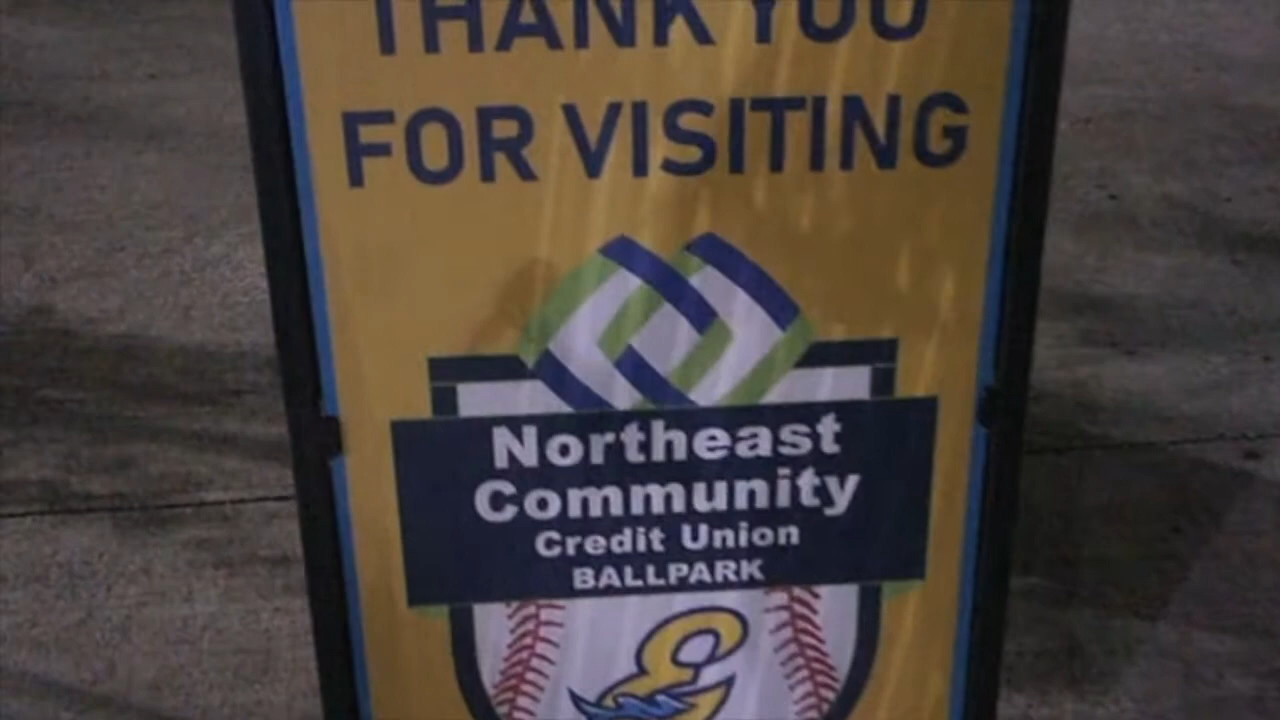 THANK YOU
FOR VISITING
Northeast
Community
Credit Union
BALLPARK